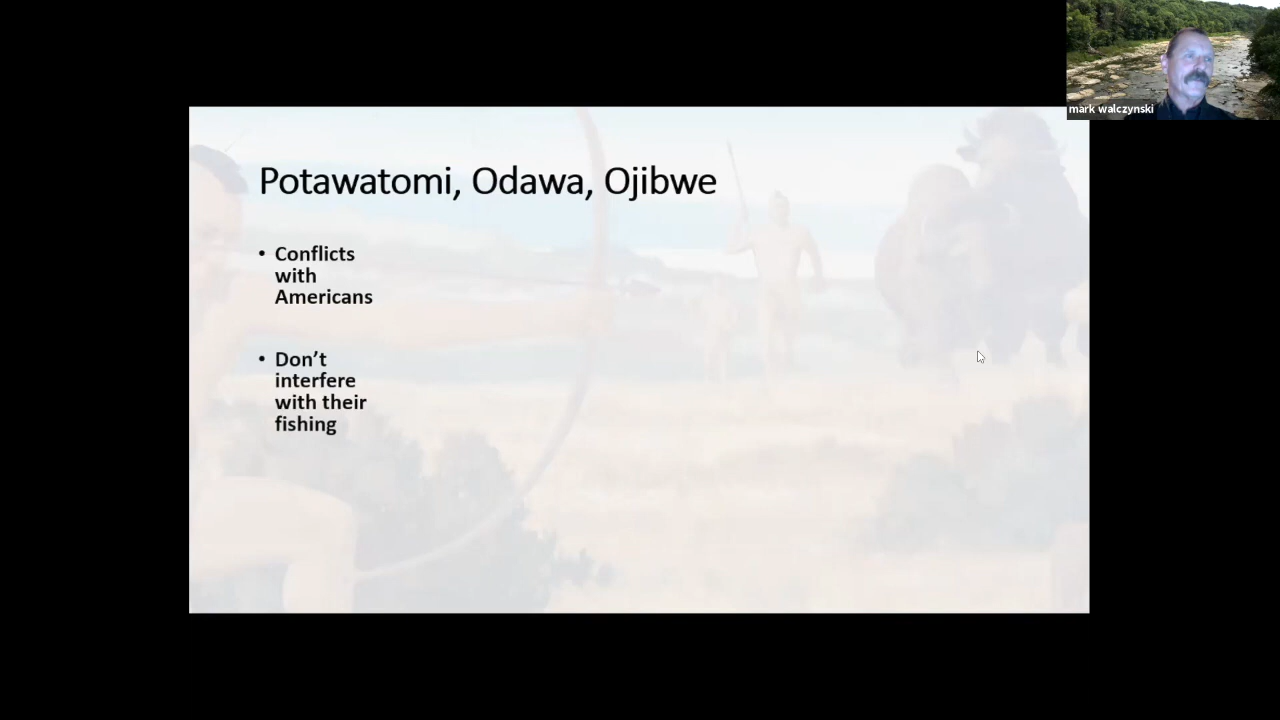 mark walczynski
Potawatomi, Odawa, Ojibwe
• Conflicts
with
Americans
• Don’t
interfere
with their
fishing